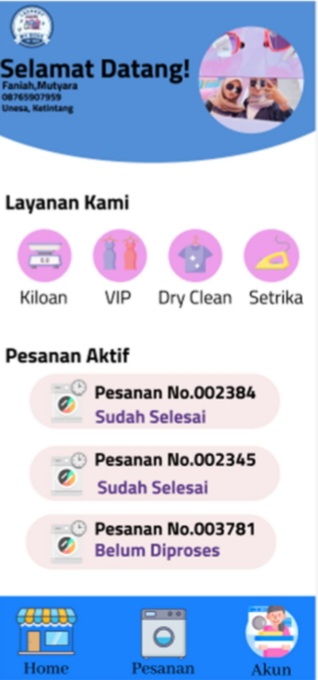 Selamat Datang!
Faniah,Mutyara
08765907959
Unesa, Ketintang
Layanan Kami
Kiloan VIP Dry Clean Setrika
Pesanan Aktif
Pesanan No.002384
Sudah Selesai
Pesanan No.002345
Sudah Selesai
Pesanan No.003781
Belum Diproses
Home Pesanan Akun